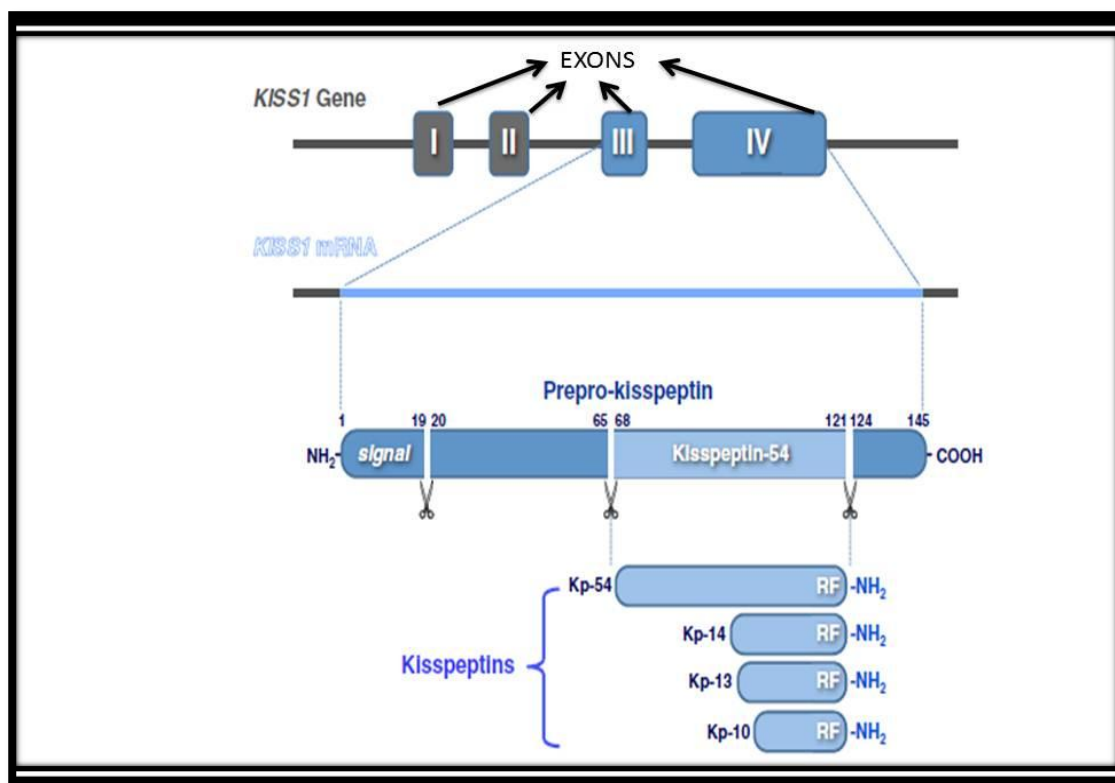 EXONS
KISS1 Gene
I II III IV
KISS1 mRNA
Prepro-kisspeptin
1 19 20 65 68 121 124 145
NH₂- signal Kisspeptin-54 - COOH
Kp-54 RF -NH₂
Kp-14 RF -NH₂
Kisspeptins
Kp-13 RF -NH₂
Kp-10 RF -NH₂